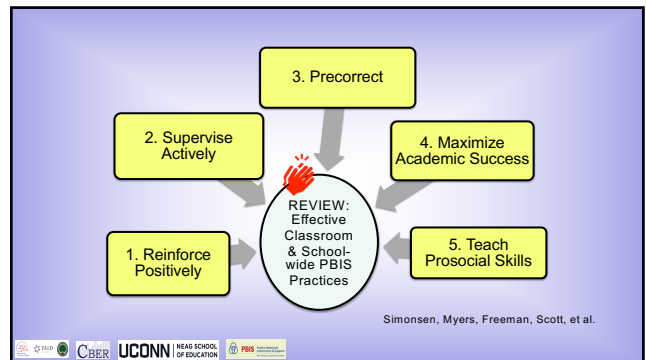 3. Precorrect
2. Supervise
Actively
4. Maximize
Academic Success
REVIEW:
Effective
Classroom
& School-
wide PBIS
Practices
1. Reinforce
Positively
5. Teach
Prosocial Skills
Simonsen, Myers, Freeman, Scott, et al.
CBER
UCONN
NEAG SCHOOL
OF EDUCATION
PBIS